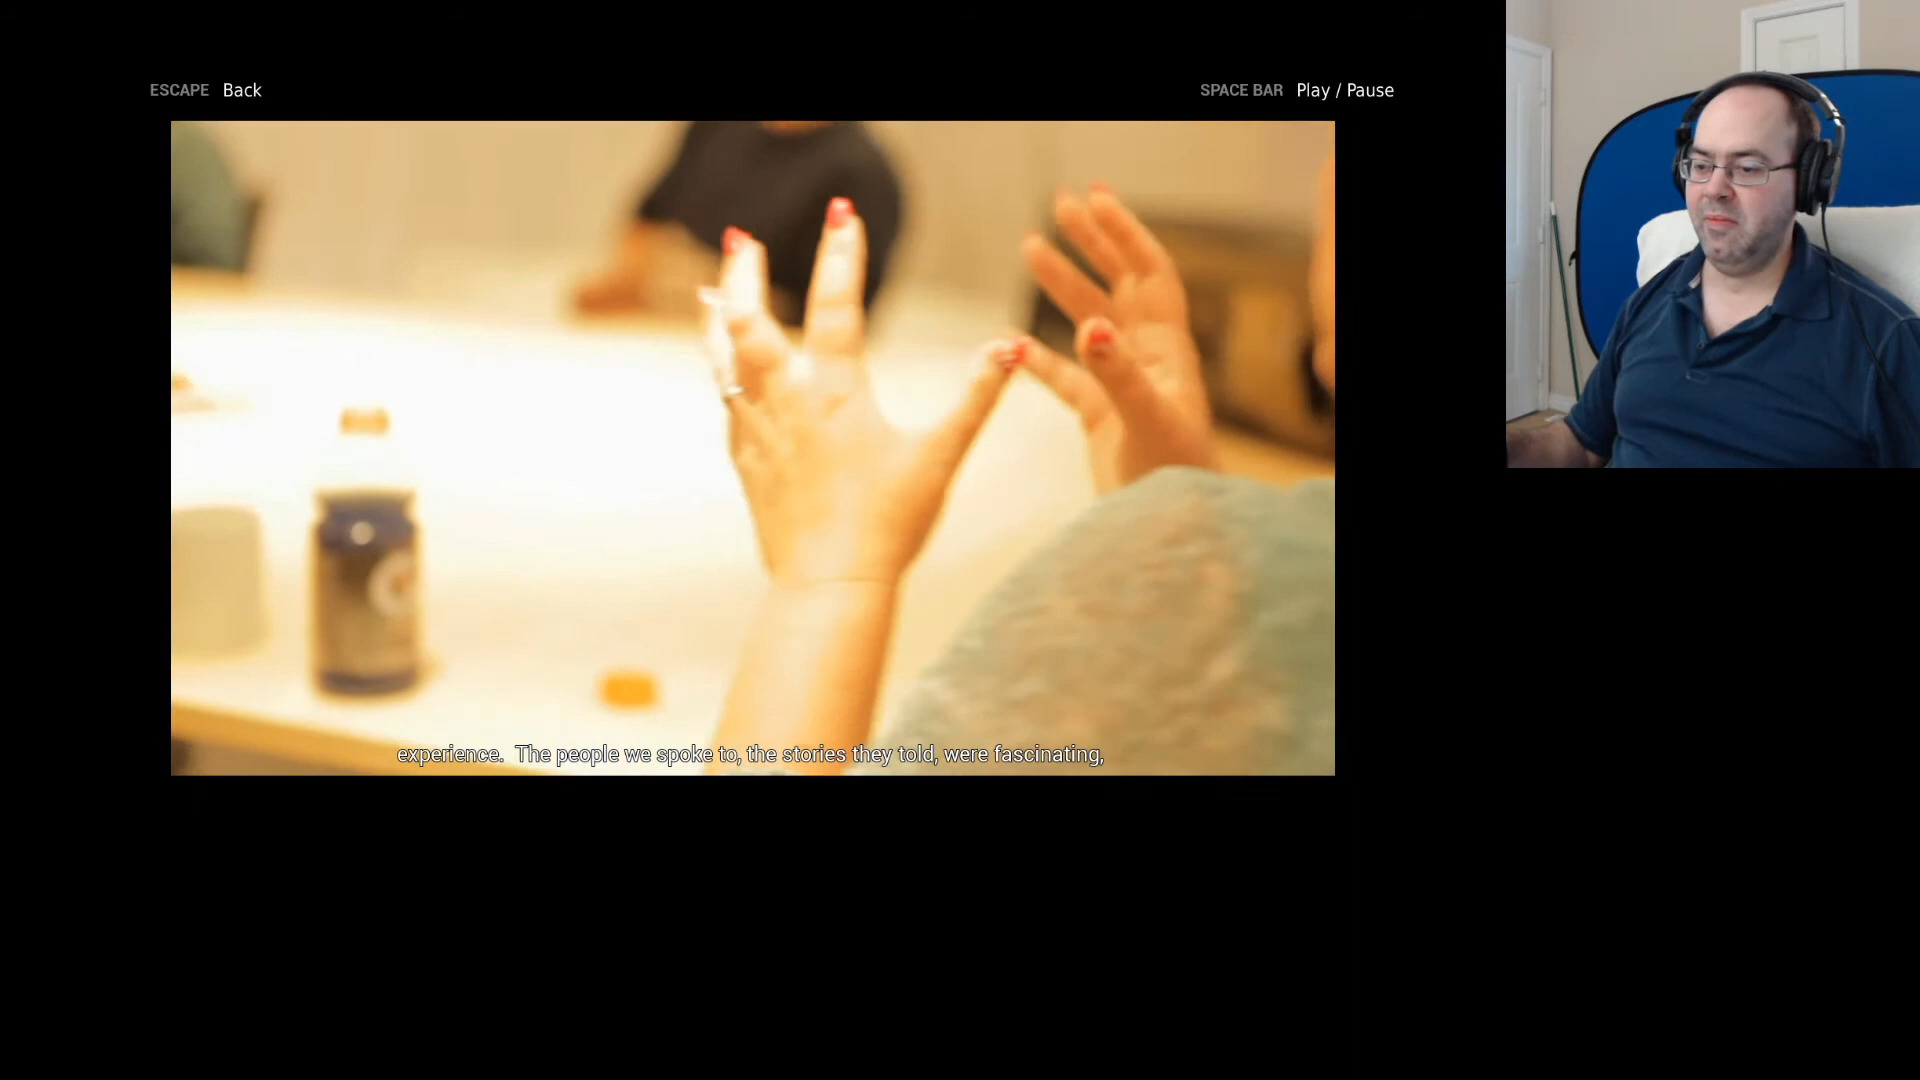 ESCAPE Back
SPACE BAR Play / Pause
experience. The people we spoke to, the stories they told, were fascinating,